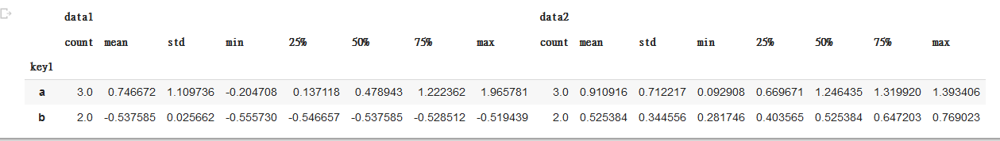 data1 data2
count mean std min 25% 50% 75% max count mean std min 25% 50% 75% max
key1
a 3.0 0.746672 1.109736 -0.204708 0.137118 0.478943 1.222362 1.965781 3.0 0.910916 0.712217 0.092908 0.669671 1.246435 1.319920 1.393406
b 2.0 -0.537585 0.025662 -0.555730 -0.546657 -0.537585 -0.528512 -0.519439 2.0 0.525384 0.344556 0.281746 0.403565 0.525384 0.647203 0.769023